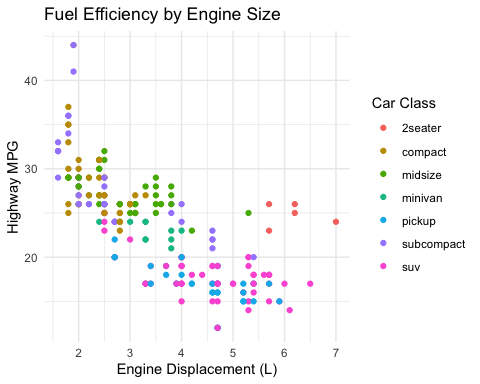 Fuel Efficiency by Engine Size
Highway MPG
40
30
20
2
3
4
5
6
7
Engine Displacement (L)
Car Class
2seater
compact
midsize
minivan
pickup
subcompact
suv